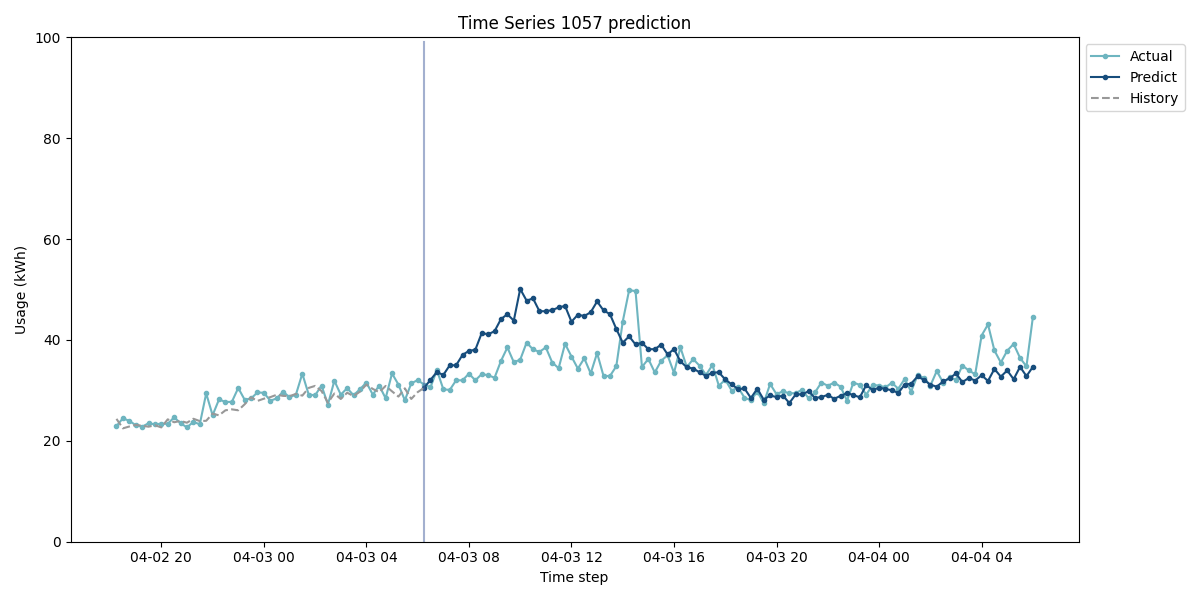 Time Series 1057 prediction
100
80
60
40
20
0
Usage (kWh)
04-02 20
04-03 00
04-03 04
04-03 08
04-03 12
04-03 16
04-03 20
04-04 00
04-04 04
Time step
Actual
Predict
History